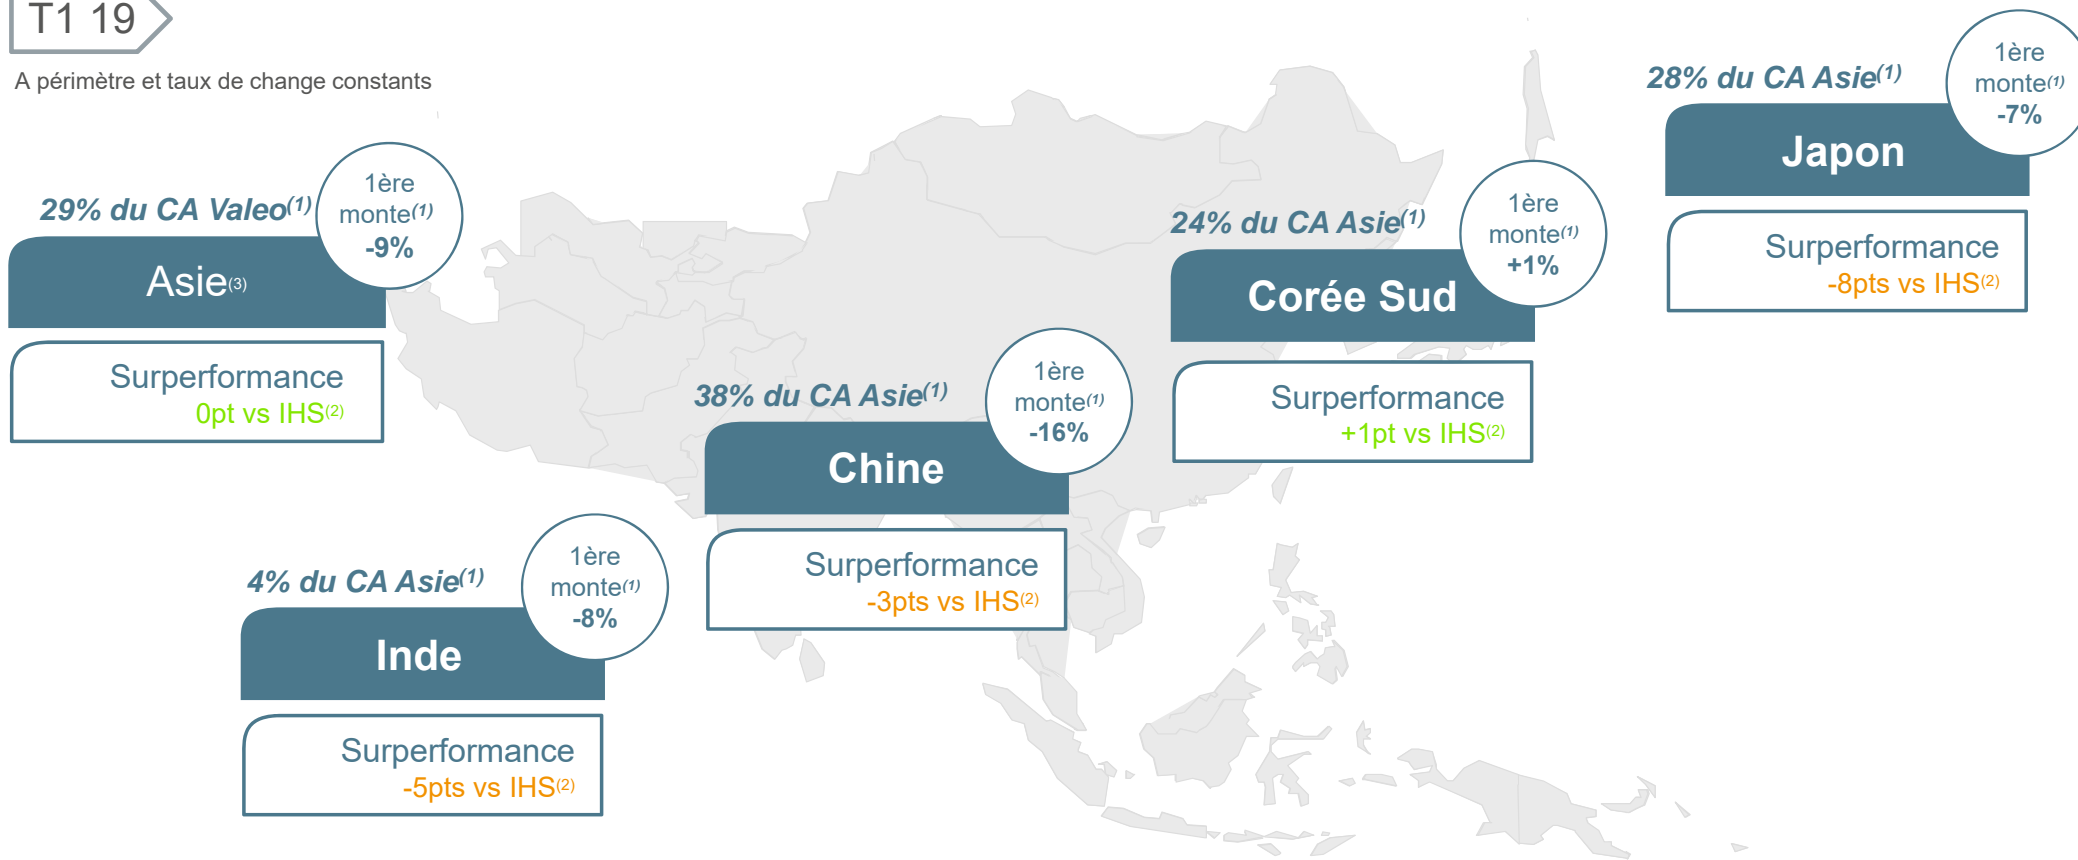 T1 19
A périmètre et taux de change constants
29% du CA Valeo(1)
1ère
monte(1)
-9%
Asie(3)
Surperformance
0pt vs IHS(2)
4% du CA Asie(1)
1ère
monte(1)
-8%
Inde
Surperformance
-5pts vs IHS(2)
38% du CA Asie(1)
1ère
monte(1)
-16%
Chine
Surperformance
-3pts vs IHS(2)
24% du CA Asie(1)
1ère
monte(1)
+1%
Corée Sud
Surperformance
+1pt vs IHS(2)
28% du CA Asie(1)
1ère
monte(1)
-7%
Japon
Surperformance
-8pts vs IHS(2)